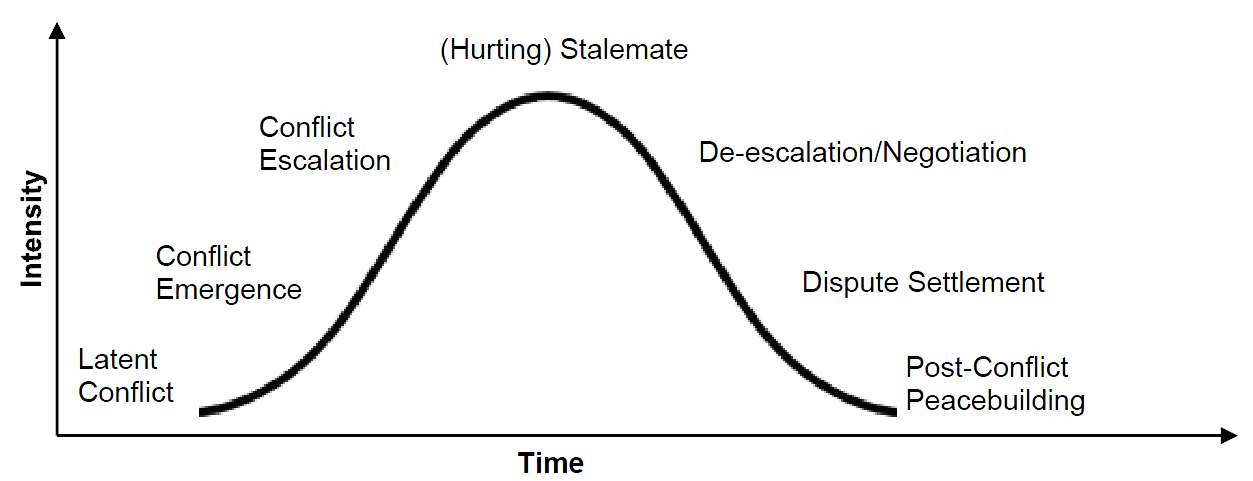 (Hurting) Stalemate
Conflict
Escalation
De-escalation/Negotiation
Intensity
Conflict
Emergence
Dispute Settlement
Latent
Conflict
Post-Conflict
Peacebuilding
Time